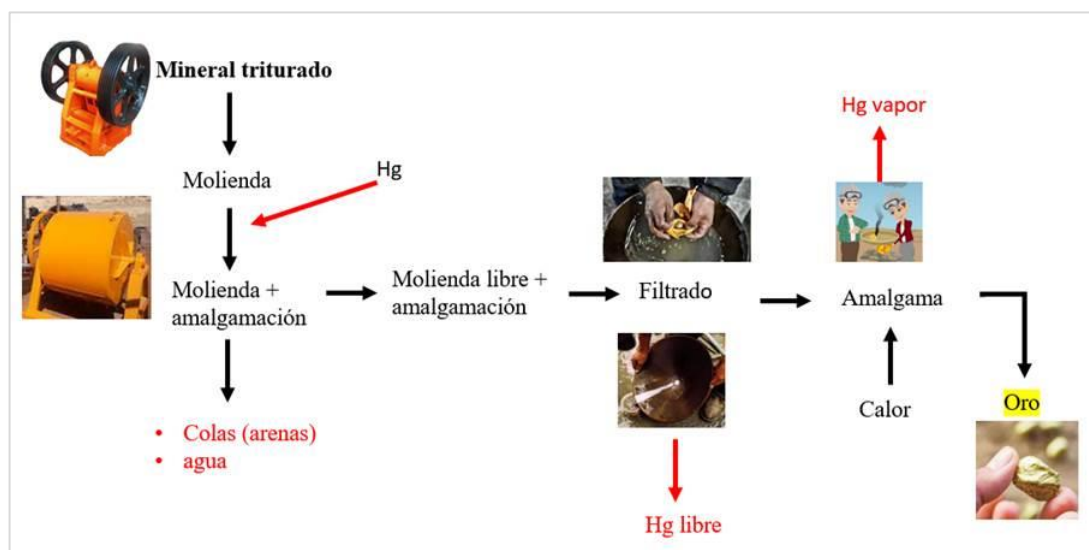 Mineral triturado
Hg vapor
Hg
Molienda
Molienda +
amalgamación
Molienda libre +
amalgamación
Filtrado
Amalgama
Calor
Oro
• Colas (arenas)
• agua
Hg libre